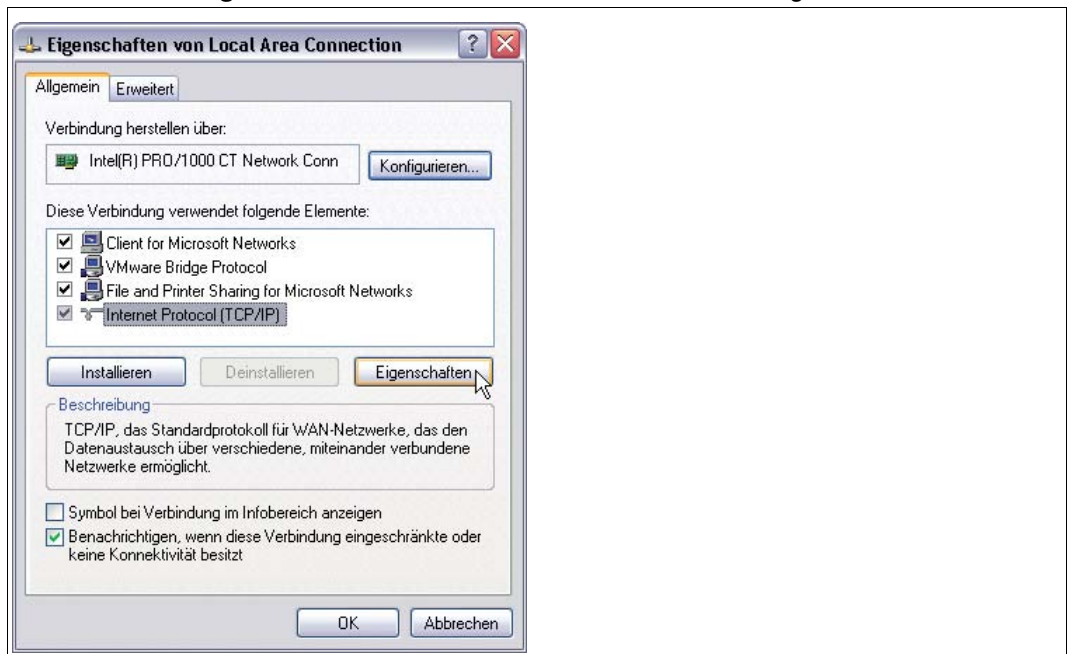 Eigenschaften von Local Area Connection
Allgemein
Erweitert
Verbindung herstellen über:
Intel(R) PRO/1000 CT Network Conn
Konfigurieren...
Diese Verbindung verwendet folgende Elemente:
Client for Microsoft Networks
VMware Bridge Protocol
File and Printer Sharing for Microsoft Networks
Internet Protocol (TCP/IP)
Installieren
Deinstallieren
Eigenschaften
Beschreibung
TCP/IP, das Standardprotokoll für WAN-Netzwerke, das den
Datenaustausch über verschiedene, miteinander verbundene
Netzwerke ermöglicht.
Symbol bei Verbindung im Infobereich anzeigen
Benachrichtigen, wenn diese Verbindung eingeschränkte oder
keine Konnektivität besitzt
OK
Abbrechen